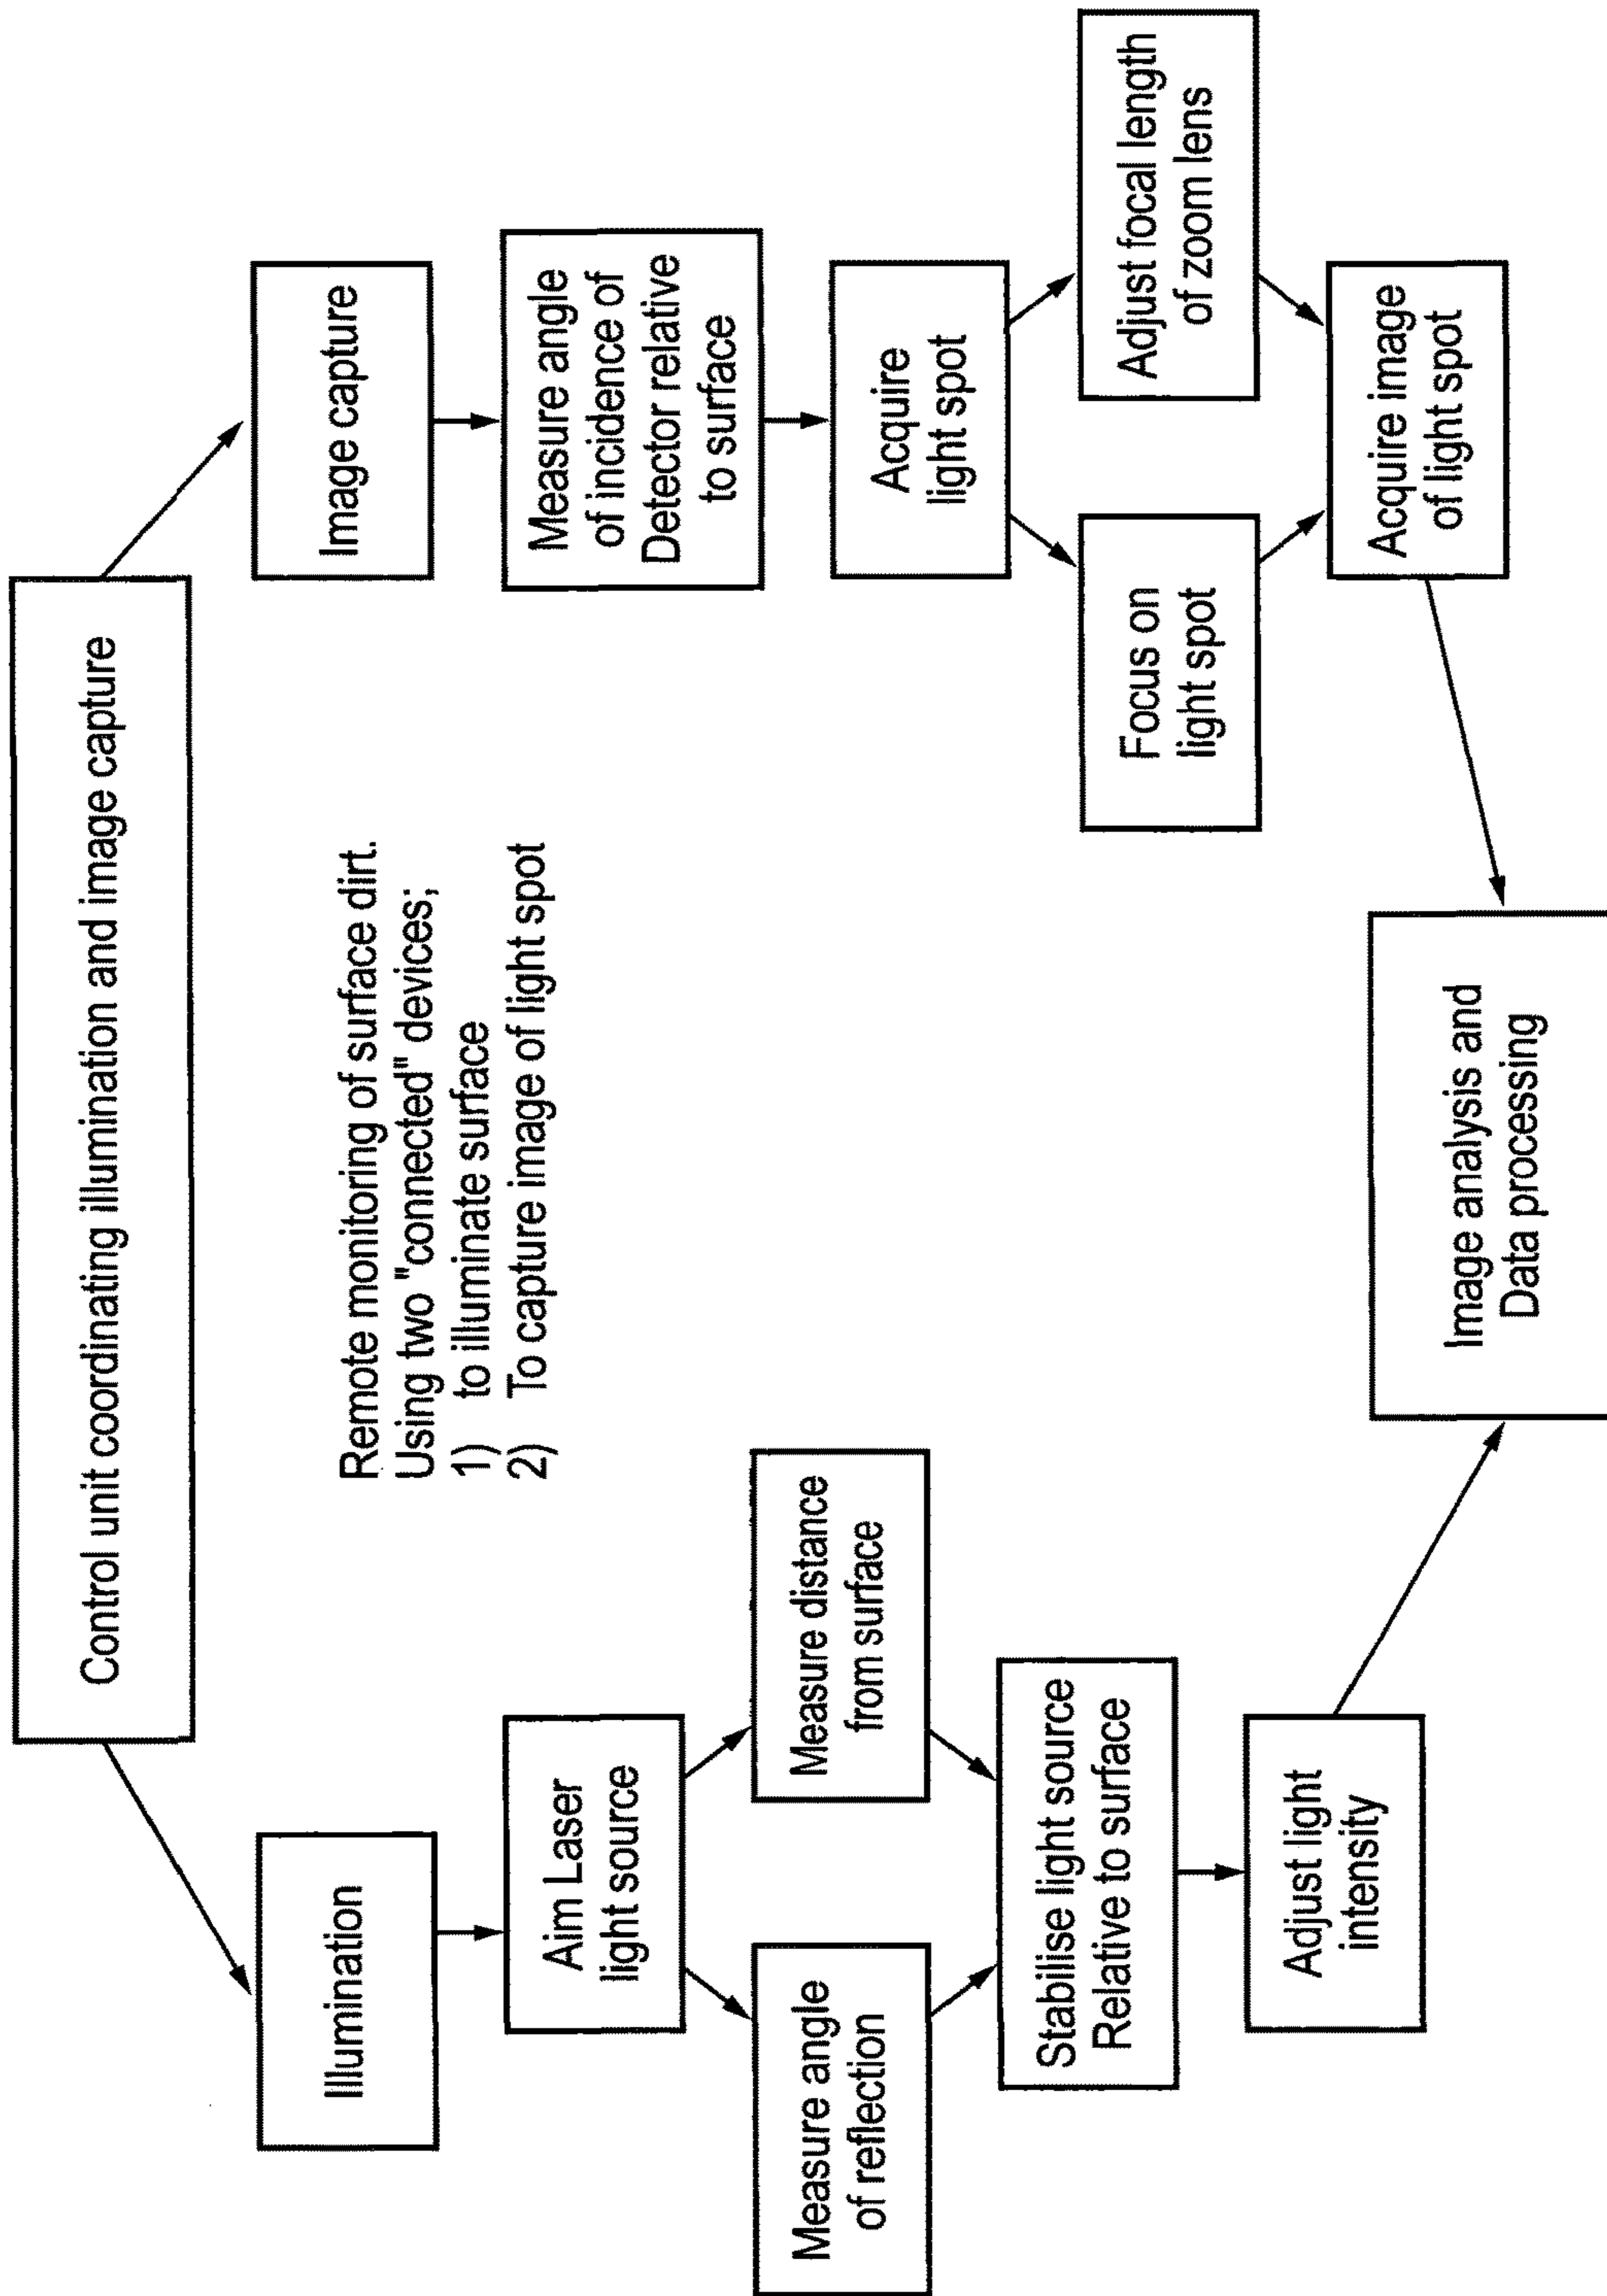 Control unit coordinating illumination and image capture
Illumination
Image capture
Remote monitoring of surface dirt.
Using two "connected" devices;
1) to illuminate surface
2) To capture image of light spot
Aim Laser
light source
Measure angle
of incidence of
Detector relative
to surface
Measure angle
of reflection
Measure distance
from surface
Acquire
light spot
Stabilise light source
Relative to surface
Focus on
light spot
Adjust focal length
of zoom lens
Adjust light
intensity
Acquire image
of light spot
Image analysis and
Data processing